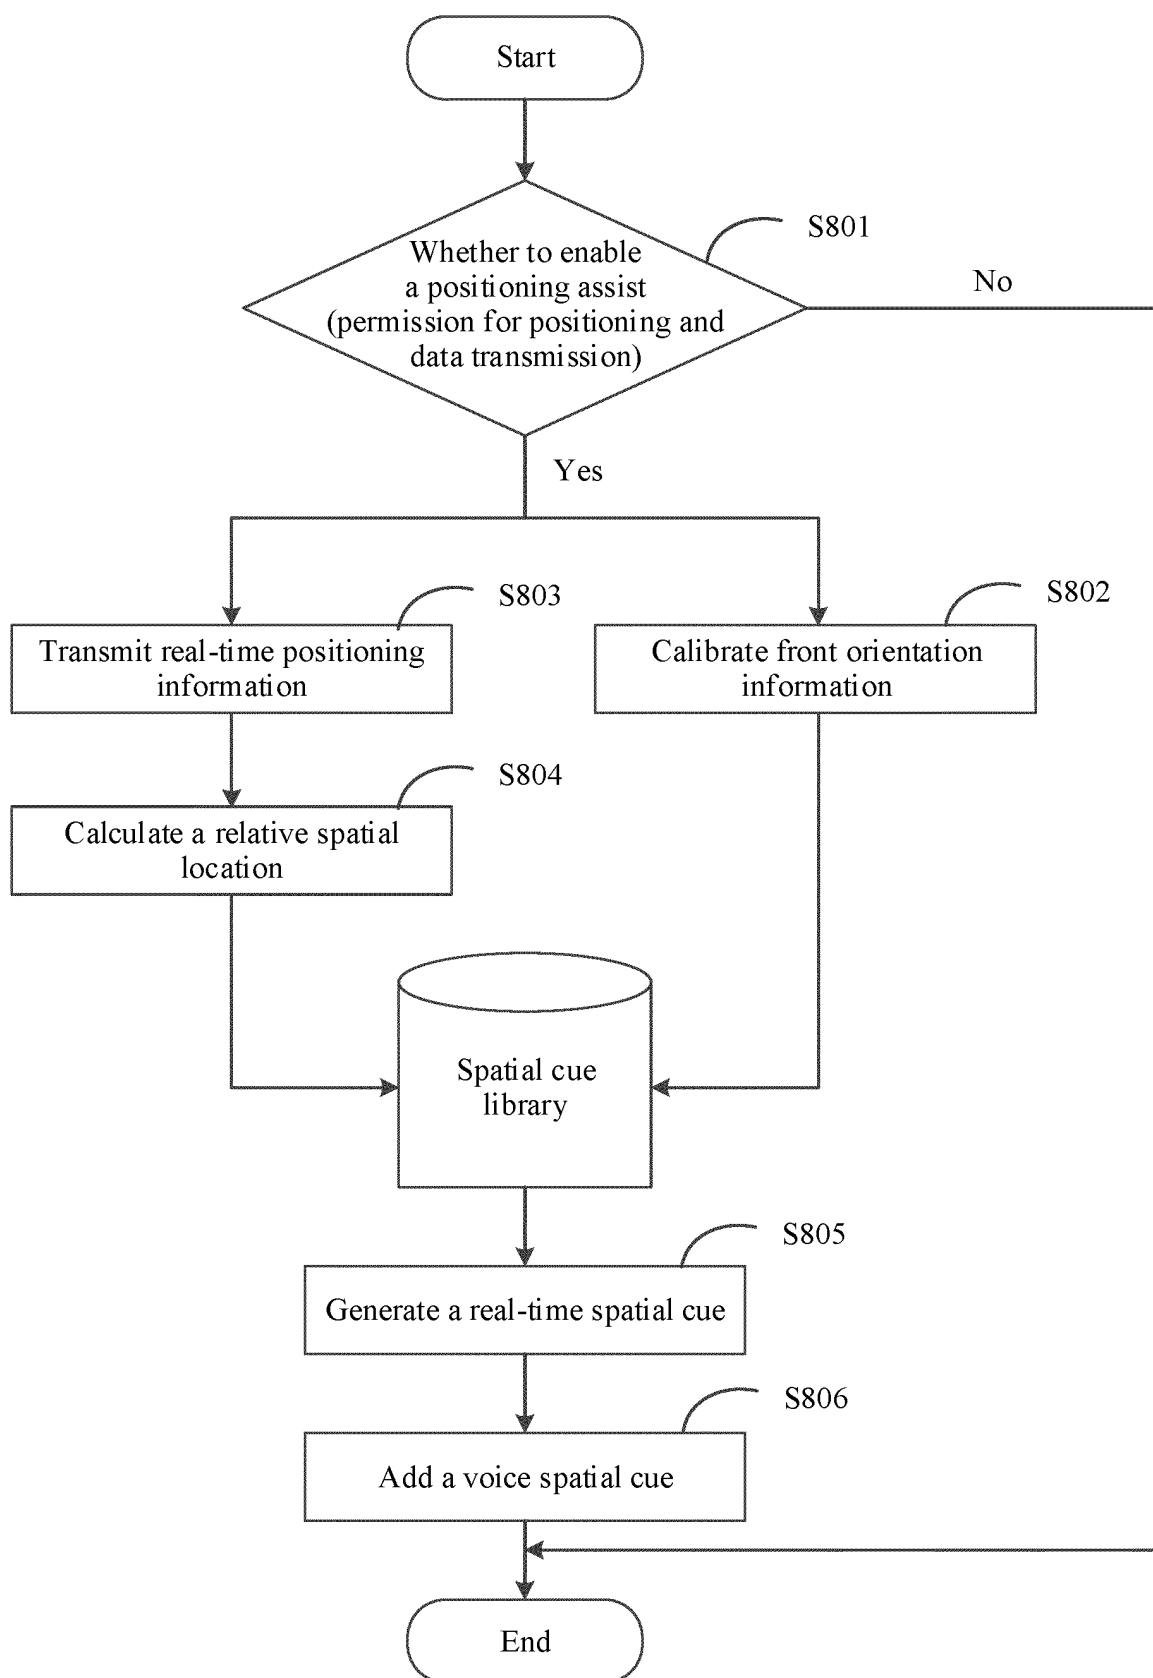 Start
S801
Whether to enable
a positioning assist
(permission for positioning and
data transmission)
No
Yes
S803
S802
Transmit real-time positioning
information
Calibrate front orientation
information
S804
Calculate a relative spatial
location
Spatial cue
library
S805
Generate a real-time spatial cue
S806
Add a voice spatial cue
End